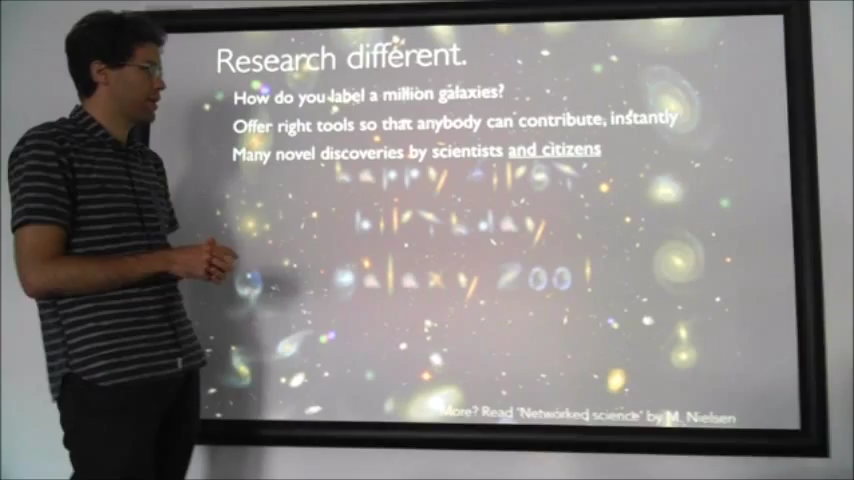 Research different.
How do you label a million galaxies?
Offer right tools so that anybody can contribute, instantly
Many novel discoveries by scientists and citizens
happy first
birthday
galaxy zoo!
More? Read 'Networked science' by M. Nielsen